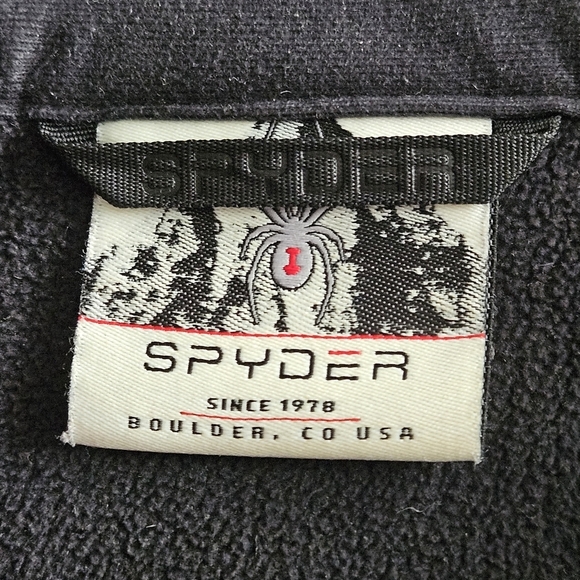 SPYDER
SPYDER
SINCE 1978
BOULDER, CO USA